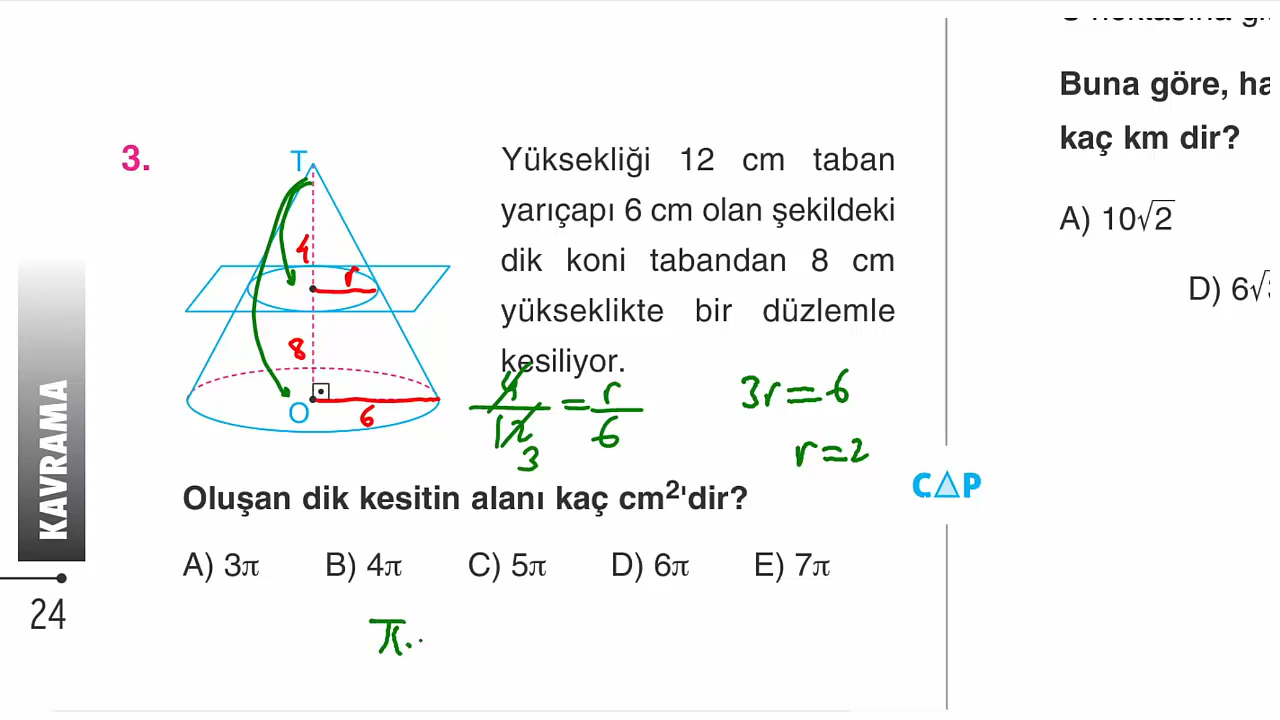 3.
T
4
r
8
O
6
Yüksekliği 12 cm taban
yarıçapı 6 cm olan şekildeki
dik koni tabandan 8 cm
yükseklikte bir düzlemle
kesiliyor.
4/12 = r/6
3
3r=6
r=2
Oluşan dik kesitin alanı kaç cm²'dir?
A) 3π B) 4π C) 5π D) 6π E) 7π
π.
KAVRAMA
24
CAP
Buna göre, ha
kaç km dir?
A) 10√2
D) 6√